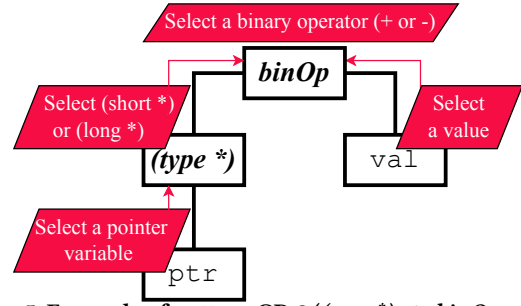 Select a binary operator (+ or -)
binOp
Select (short *)
or (long *)
Select
a value
(type *)
val
Select a pointer
variable
ptr